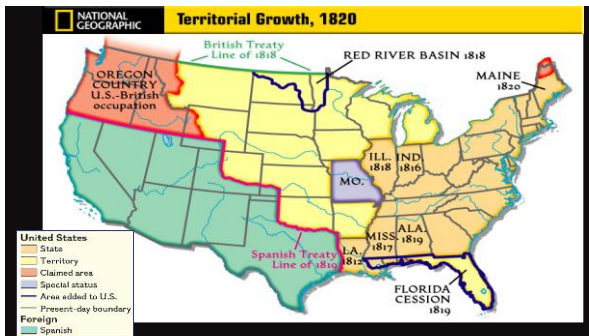 NATIONAL
GEOGRAPHIC
Territorial Growth, 1820
British Treaty
Line of 1818
RED RIVER BASIN 1818
OREGON
COUNTRY
U.S.-British
occupation
MAINE
1820
ILL.
1818
IND.
1816
MO.
MISS.
1817
ALA.
1819
LA.
1812
Spanish Treaty
Line of 1819
FLORIDA
CESSION
1819
United States
State
Territory
Claimed area
Special status
Area added to U.S.
Present-day boundary
Foreign
Spanish